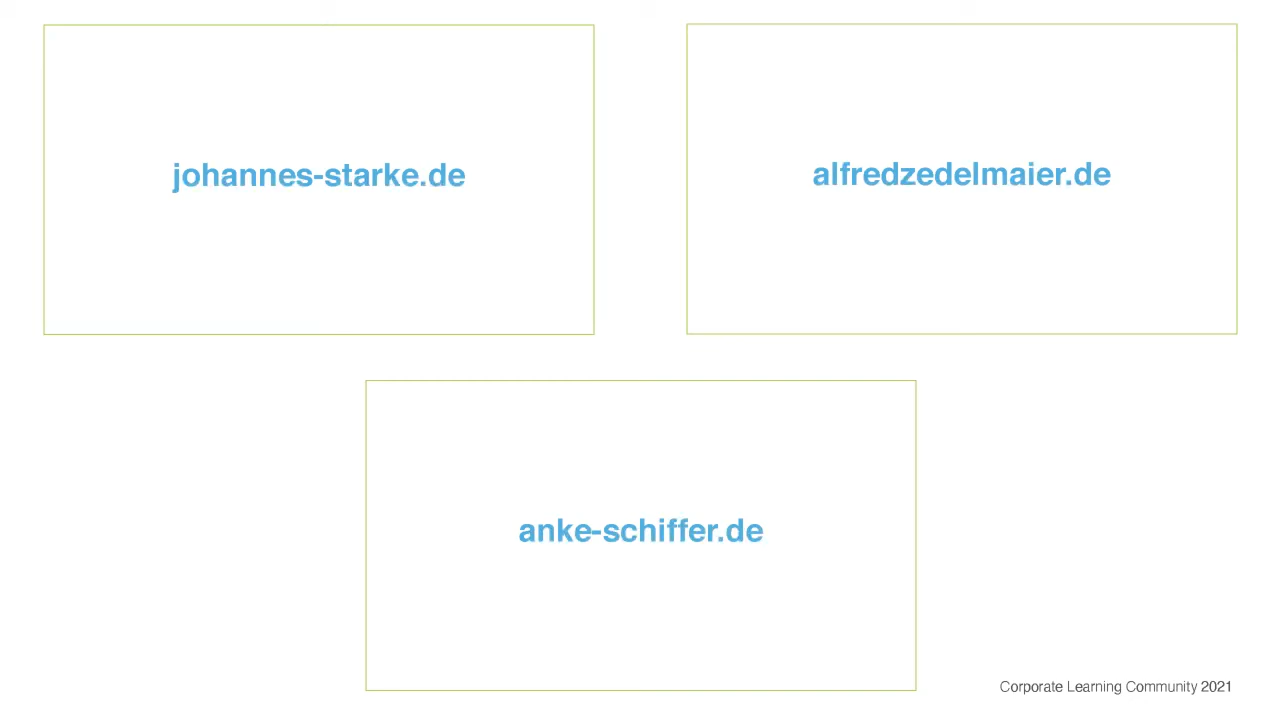 johannes-starke.de
alfredzedelmaier.de
anke-schiffer.de
Corporate Learning Community 2021